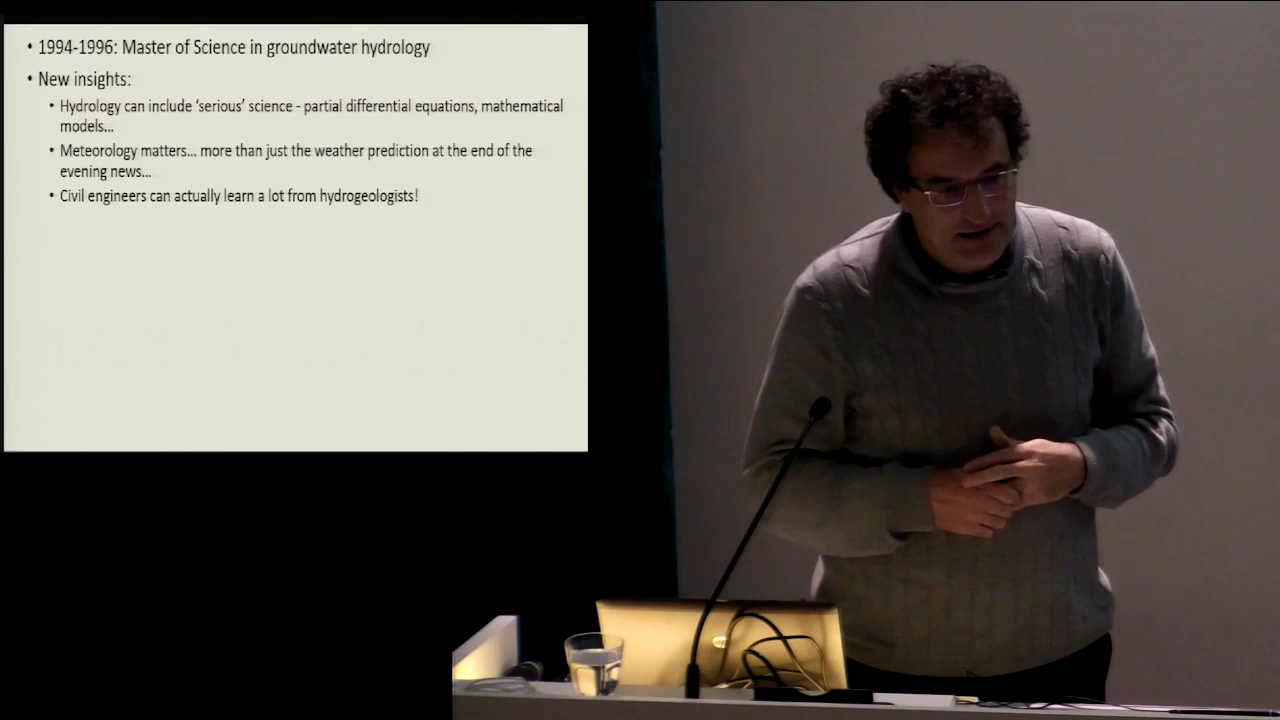 • 1994-1996: Master of Science in groundwater hydrology
• New insights:
• Hydrology can include ‘serious’ science - partial differential equations, mathematical
models...
• Meteorology matters... more than just the weather prediction at the end of the
evening news...
• Civil engineers can actually learn a lot from hydrogeologists!
hp